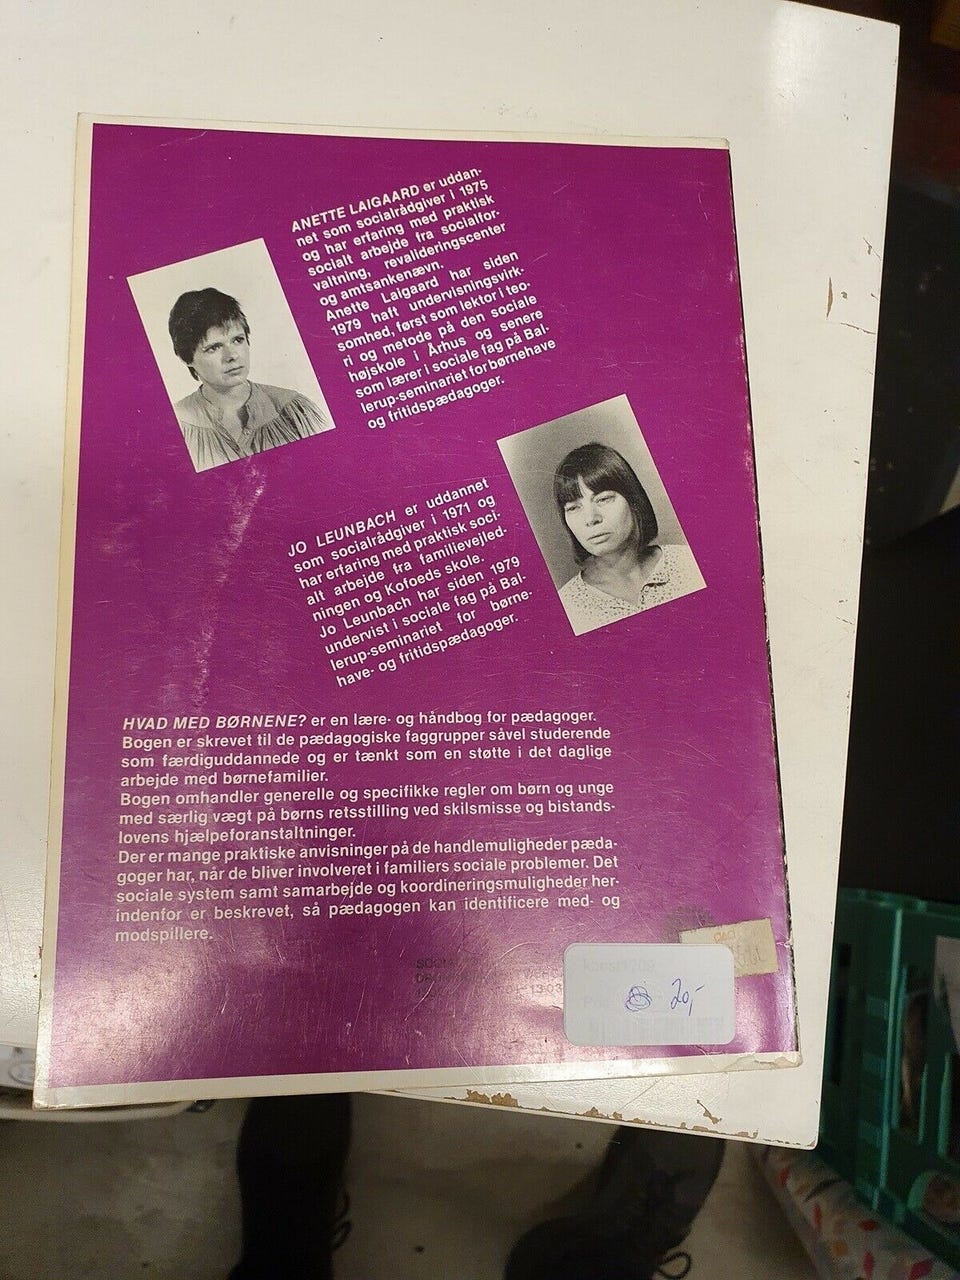 ANETTE LAIGAARD er uddan-
net som socialrådgiver i 1975
og har erfaring med praktisk
socialt arbejde fra socialfor-
valtning, revalideringscenter
og amtsankenævn.
Anette Laigaard har siden
1979 haft undervisningsvirk-
somhed, først som lektor i teo-
ri og metode på den sociale
højskole i Århus og senere
som lærer i sociale fag på Bal-
lerup-seminariet for børnehave
og fritidspædagoger.
JO LEUNBACH er uddannet
som socialrådgiver i 1971 og
har erfaring med praktisk soci-
alt arbejde fra familievejled-
ningen og Kofoeds skole.
Jo Leunbach har siden 1979
undervist i sociale fag på Bal-
lerup-seminariet for børne-
have- og fritidspædagoger.
HVAD MED BØRNENE? er en lære- og håndbog for pædagoger.
Bogen er skrevet til de pædagogiske faggrupper såvel studerende
som færdiguddannede og er tænkt som en støtte i det daglige
arbejde med børnefamilier.
Bogen omhandler generelle og specifikke regler om børn og unge
med særlig vægt på børns retsstilling ved skilsmisse og bistands-
lovens hjælpeforanstaltninger.
Der er mange praktiske anvisninger på de handlemuligheder pæda-
goger har, når de bliver involveret i familiers sociale problemer. Det
sociale system samt samarbejde og koordineringsmuligheder her-
indenfor er beskrevet, så pædagogen kan identificere med- og
modspillere.
20,-